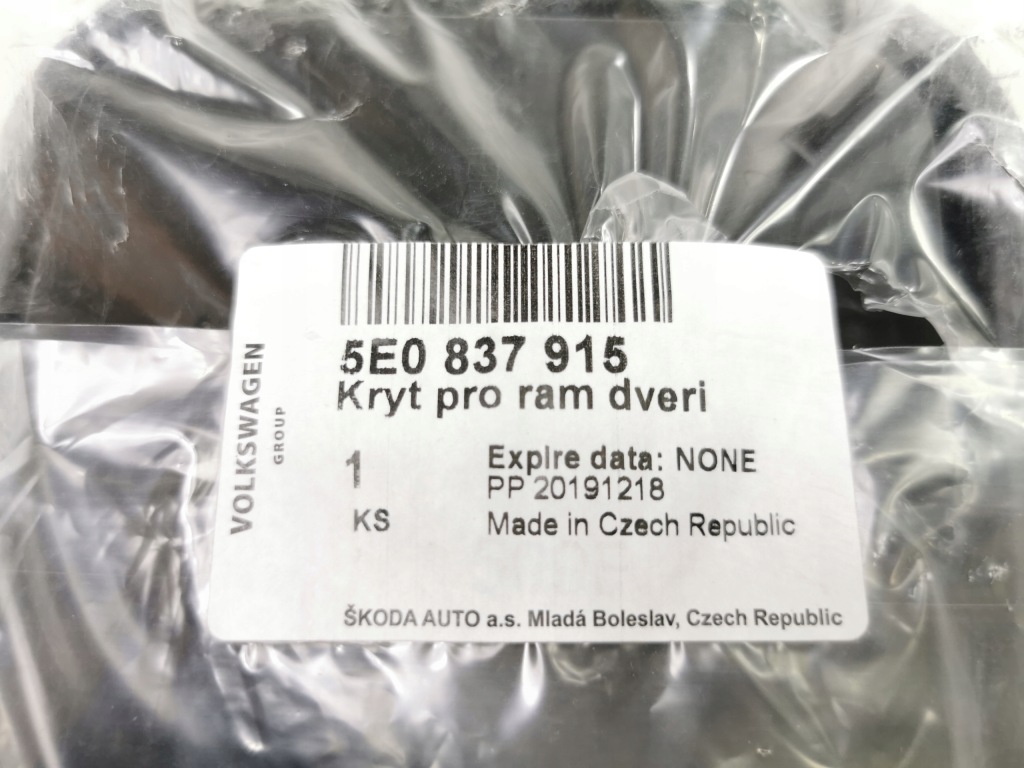 VOLKSWAGEN
GROUP
5E0 837 915
Kryt pro ram dveri
1
KS
Expire data: NONE
PP 20191218
Made in Czech Republic
ŠKODA AUTO a.s. Mladá Boleslav, Czech Republic